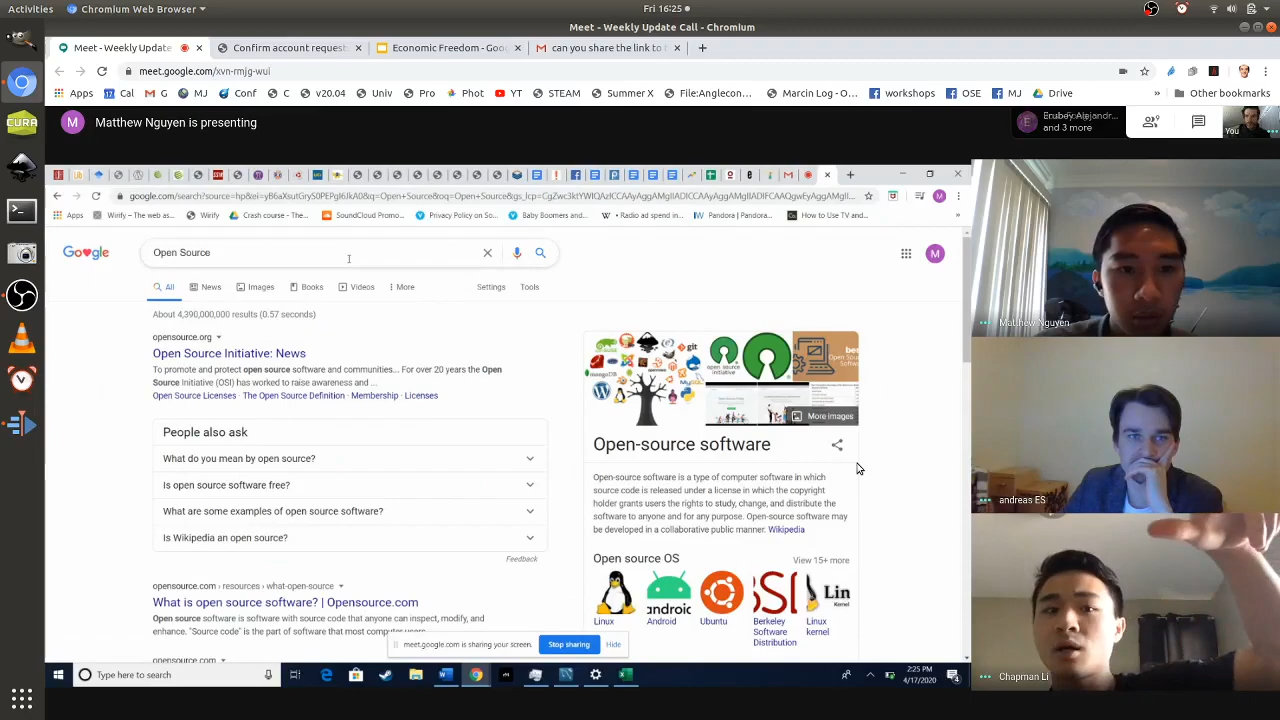 Activities Chromium Web Browser Fri 16:25
Meet - Weekly Update Call - Chromium
Meet - Weekly Update Confirm account request Economic Freedom - Goo can you share the link to
meet.google.com/xvn-rmjg-wui
Apps Cal G MJ Conf C v20.04 Univ Pro Phot YT STEAM Summer X File:Anglecon... Marcin Log - O... workshops OSE MJ Drive Other bookmarks
M Matthew Nguyen is presenting
and 3 more
You
Apps Wirify – The web as... Wirify Crash course - The... SoundCloud Promo... Privacy Policy on So... Baby Boomers and... • Radio ad spend in... Pandora | Pandora... How to Use TV and...
Google Open Source
All News Images Books Videos More Settings Tools
About 4,390,000,000 results (0.57 seconds)
opensource.org
Open Source Initiative: News
To promote and protect open source software and communities... For over 20 years the Open
Source Initiative (OSI) has worked to raise awareness and ...
Open Source Licenses · The Open Source Definition · Membership · Licenses
People also ask
What do you mean by open source?
Is open source software free?
What are some examples of open source software?
Is Wikipedia an open source?
Feedback
opensource.com › resources › what-open-source
What is open source software? | Opensource.com
Open source software is software with source code that anyone can inspect, modify, and
enhance. "Source code" is the part of software that most computer users...
opensource.com
More images
Open-source software
Open-source software is a type of computer software in which
source code is released under a license in which the copyright
holder grants users the rights to study, change, and distribute the
software to anyone and for any purpose. Open-source software may
be developed in a collaborative public manner. Wikipedia
Open source OS View 15+ more
Linux Android Ubuntu Berkeley Software Distribution Linux kernel
meet.google.com is sharing your screen. Stop sharing Hide
Type here to search
2:25 PM
4/17/2020
Matthew Nguyen
andreas ES
Chapman Li
CURA